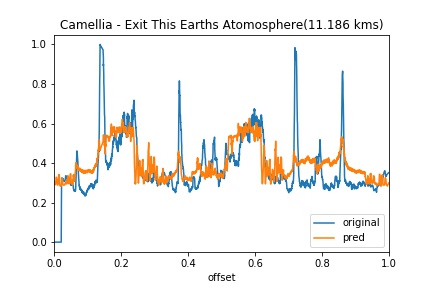 Camellia - Exit This Earths Atomosphere(11.186 kms)
1.0
0.8
0.6
0.4
0.2
0.0
original
pred
0.0 0.2 0.4 0.6 0.8 1.0
offset